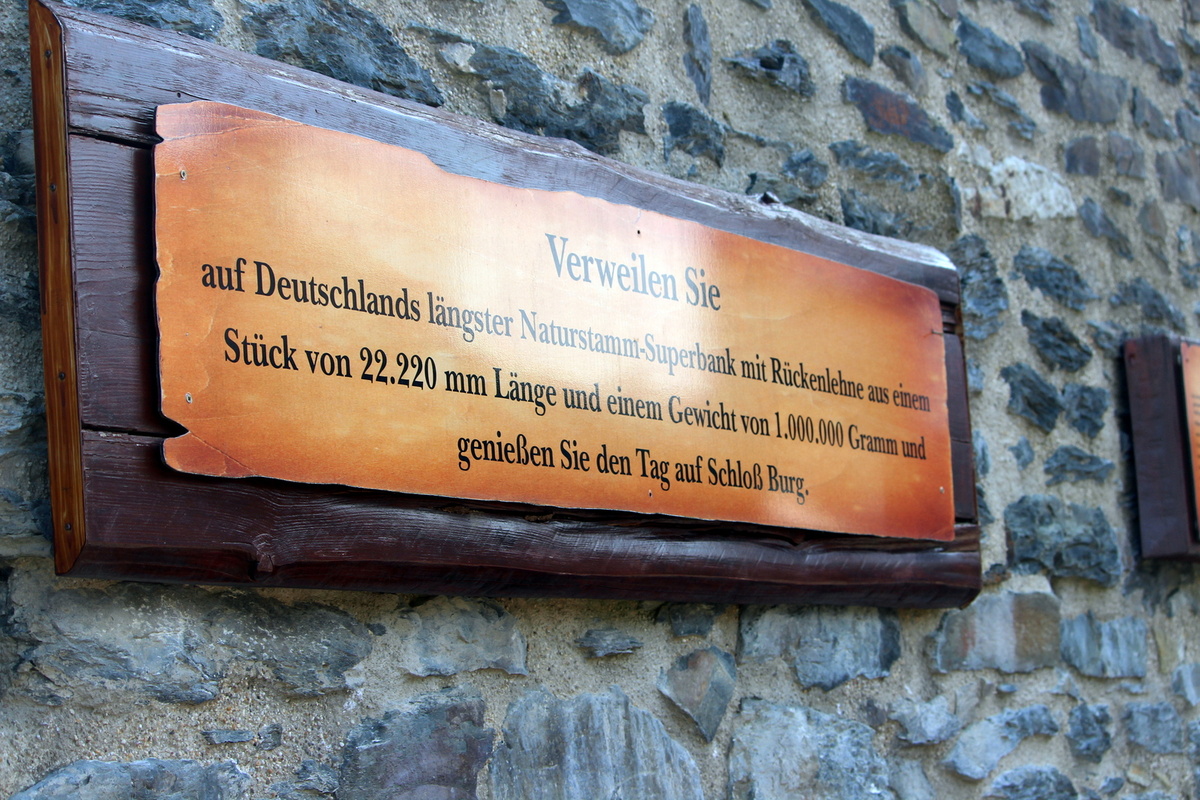 Verweilen Sie
auf Deutschlands längster Naturstamm-Superbank mit Rückenlehne aus einem
Stück von 22.220 mm Länge und einem Gewicht von 1.000.000 Gramm und
genießen Sie den Tag auf Schloß Burg.